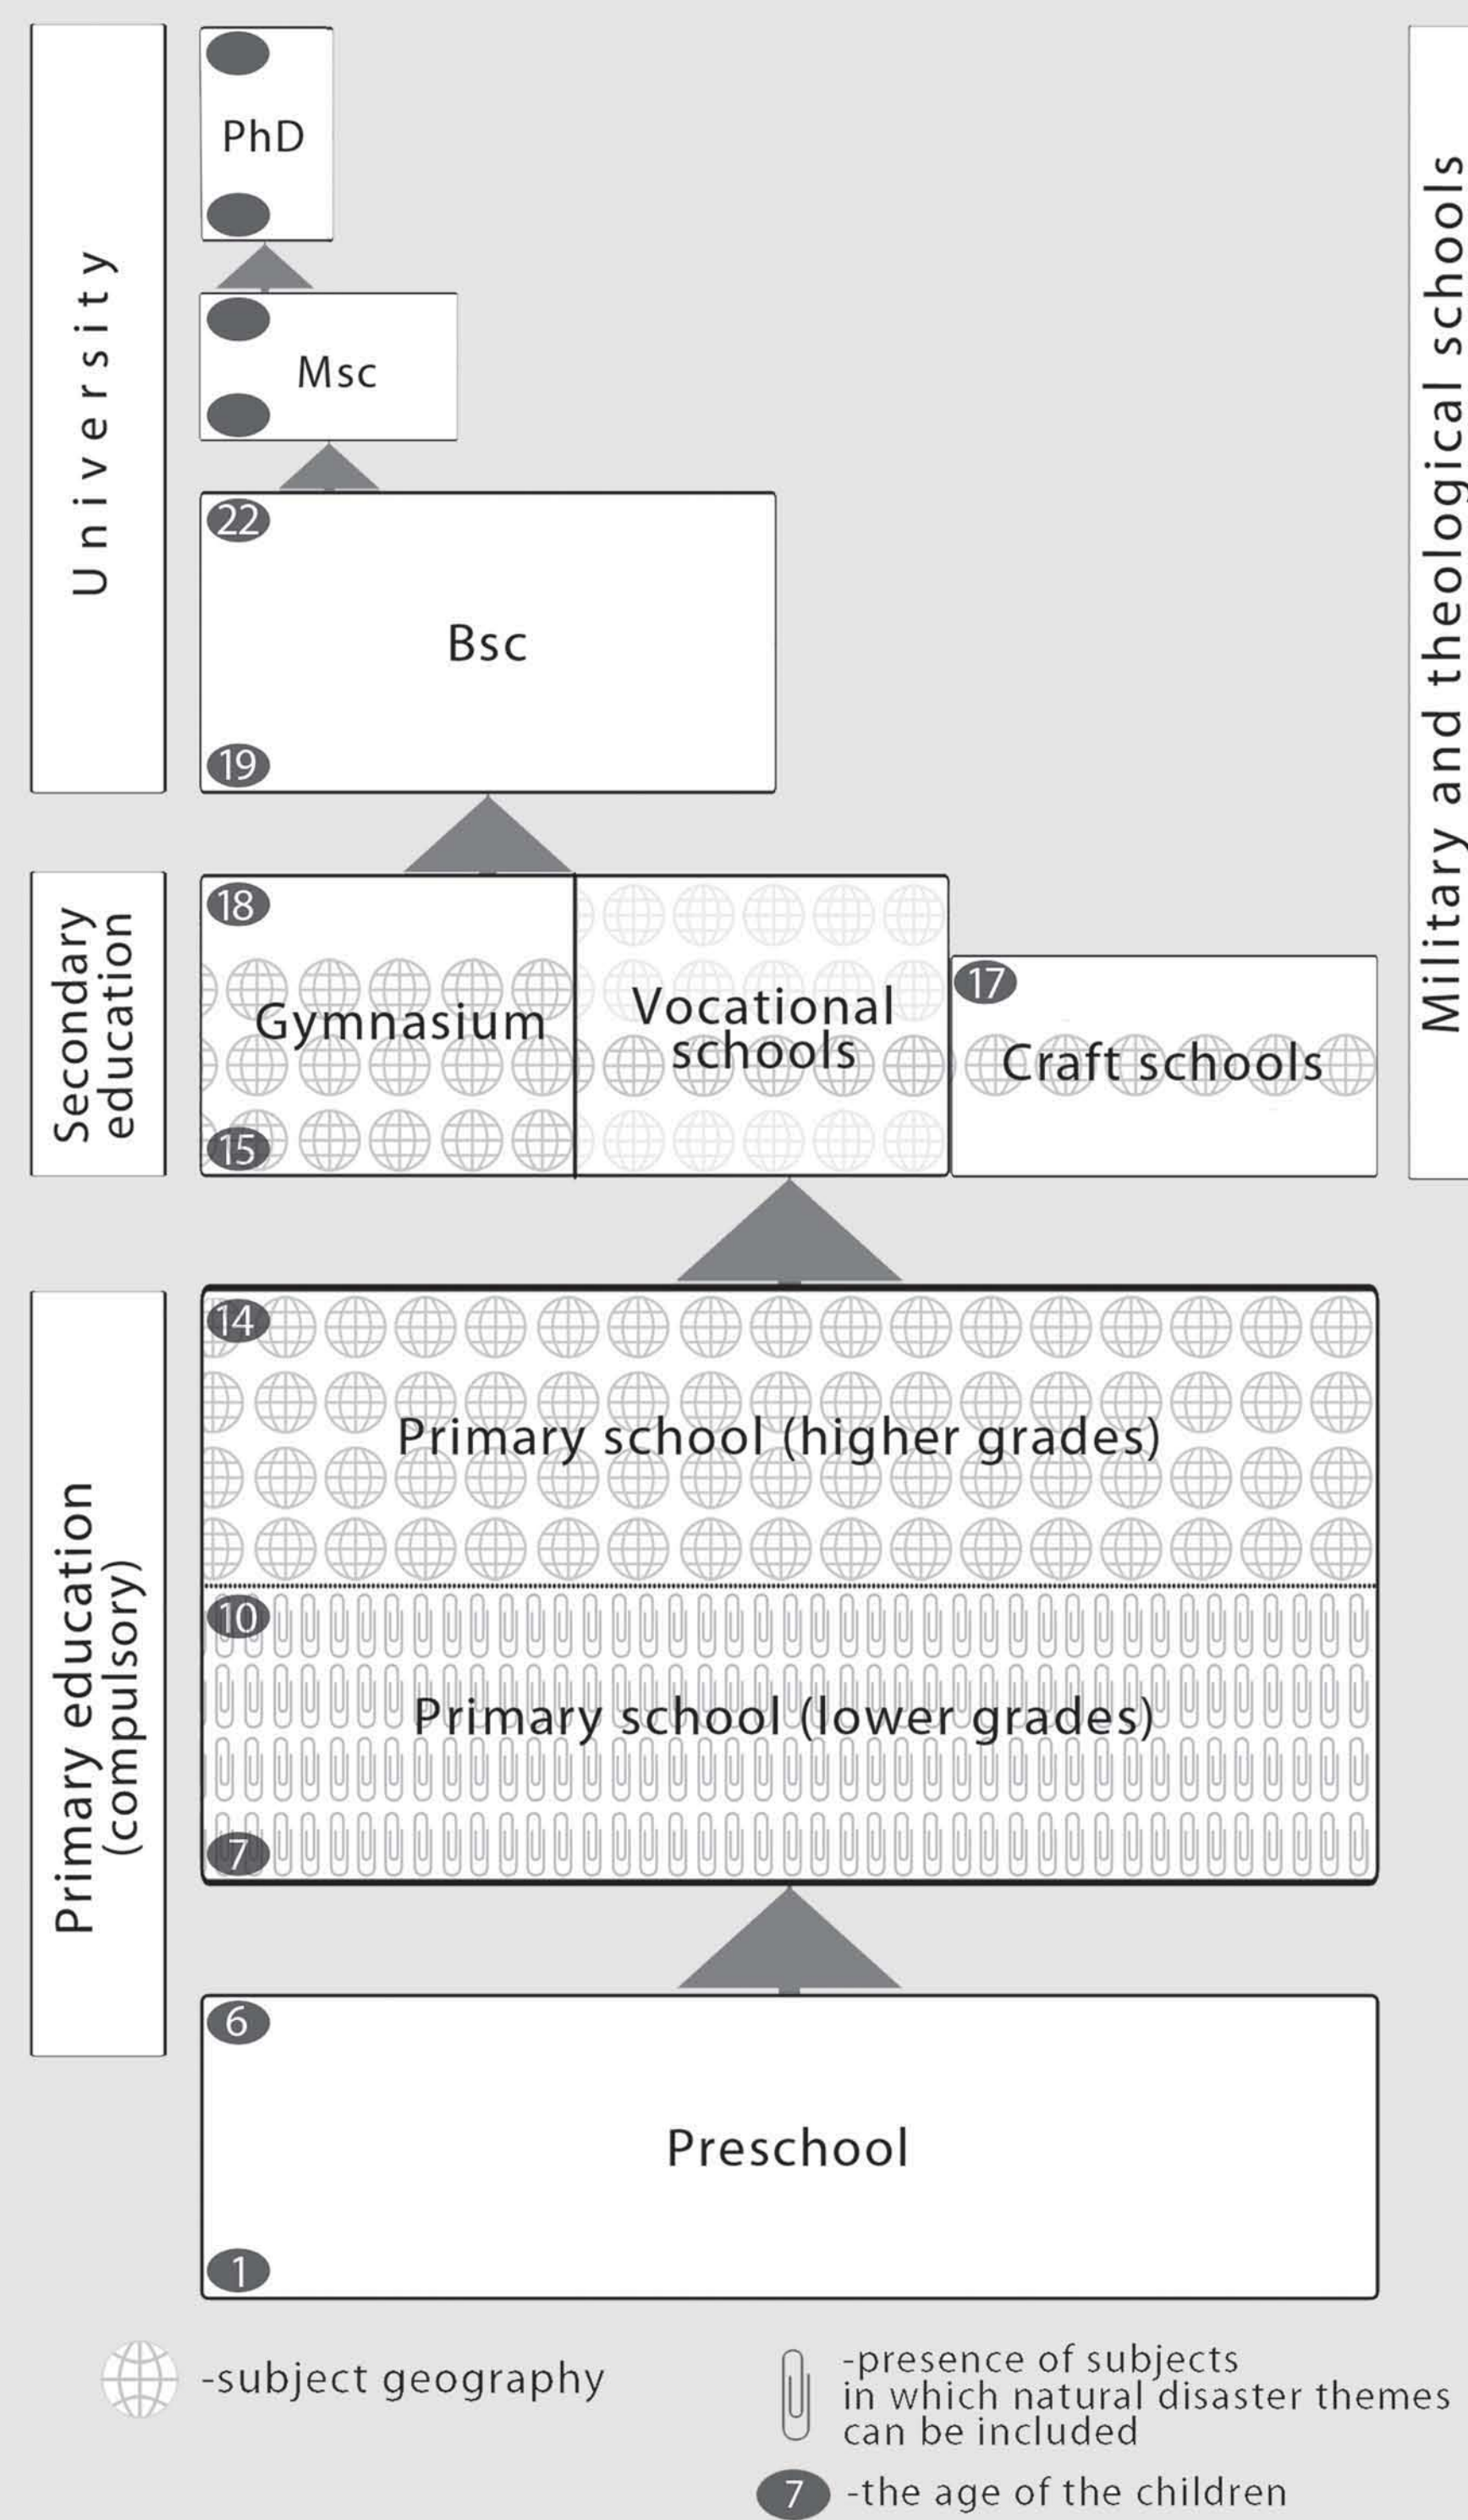 University
PhD
Msc
22
Bsc
19
Secondary
education
18
Gymnasium
15
Vocational
schools
17
Craft schools
Military and theological schools
Primary education
(compulsory)
14
Primary school (higher grades)
10
Primary school (lower grades)
7
6
Preschool
1
-subject geography
-presence of subjects
in which natural disaster themes
can be included
7 -the age of the children